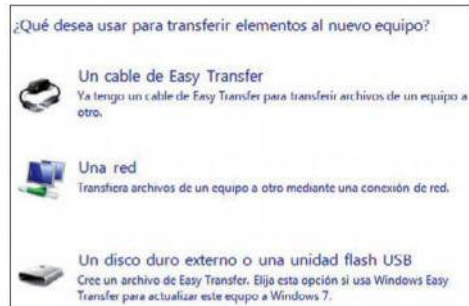 ¿Qué desea usar para transferir elementos al nuevo equipo?
Un cable de Easy Transfer
Ya tengo un cable de Easy Transfer para transferir archivos de un equipo a
otro.
Una red
Transfiera archivos de un equipo a otro mediante una conexión de red.
Un disco duro externo o una unidad flash USB
Cree un archivo de Easy Transfer. Elija esta opción si usa Windows Easy
Transfer para actualizar este equpo a Windows 7.